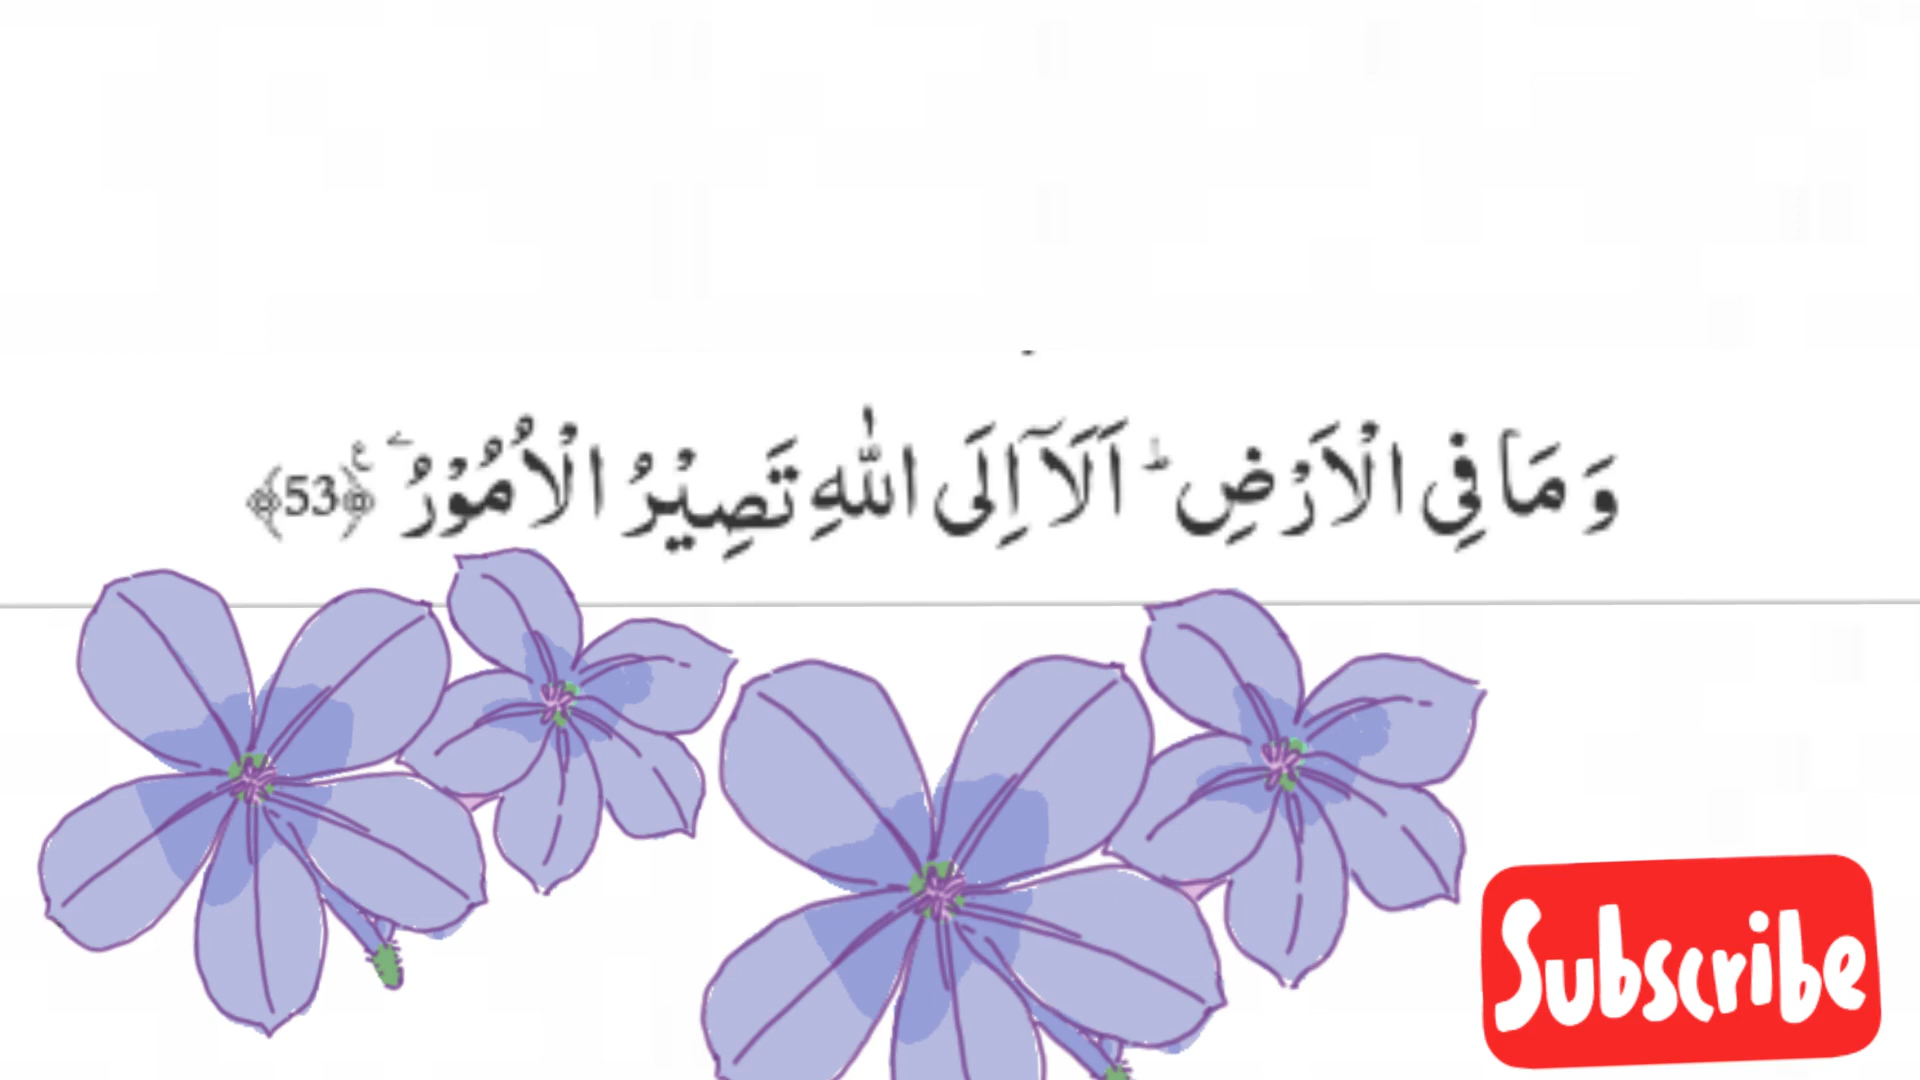 وَ مَا فِی الْاَرْضِ ؕ اَلَاۤ اِلَی اللّٰهِ تَصِیْرُ الْاُمُوْرُ ۠ ﴿53﴾
Subscribe